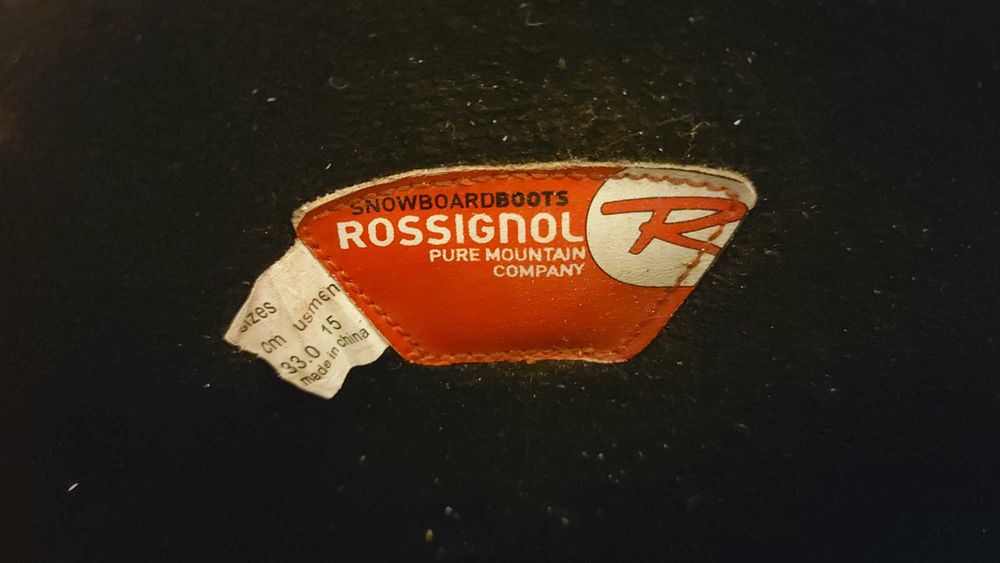 SNOWBOARDBOOTS
ROSSIGNOL
PURE MOUNTAIN
COMPANY
R
sizes
cm usmen
33.0 15
made in china